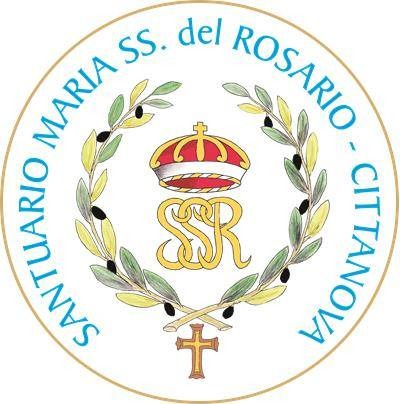 SANTUARIO MARIA SS. del ROSARIO - CITTANOVA
SSR